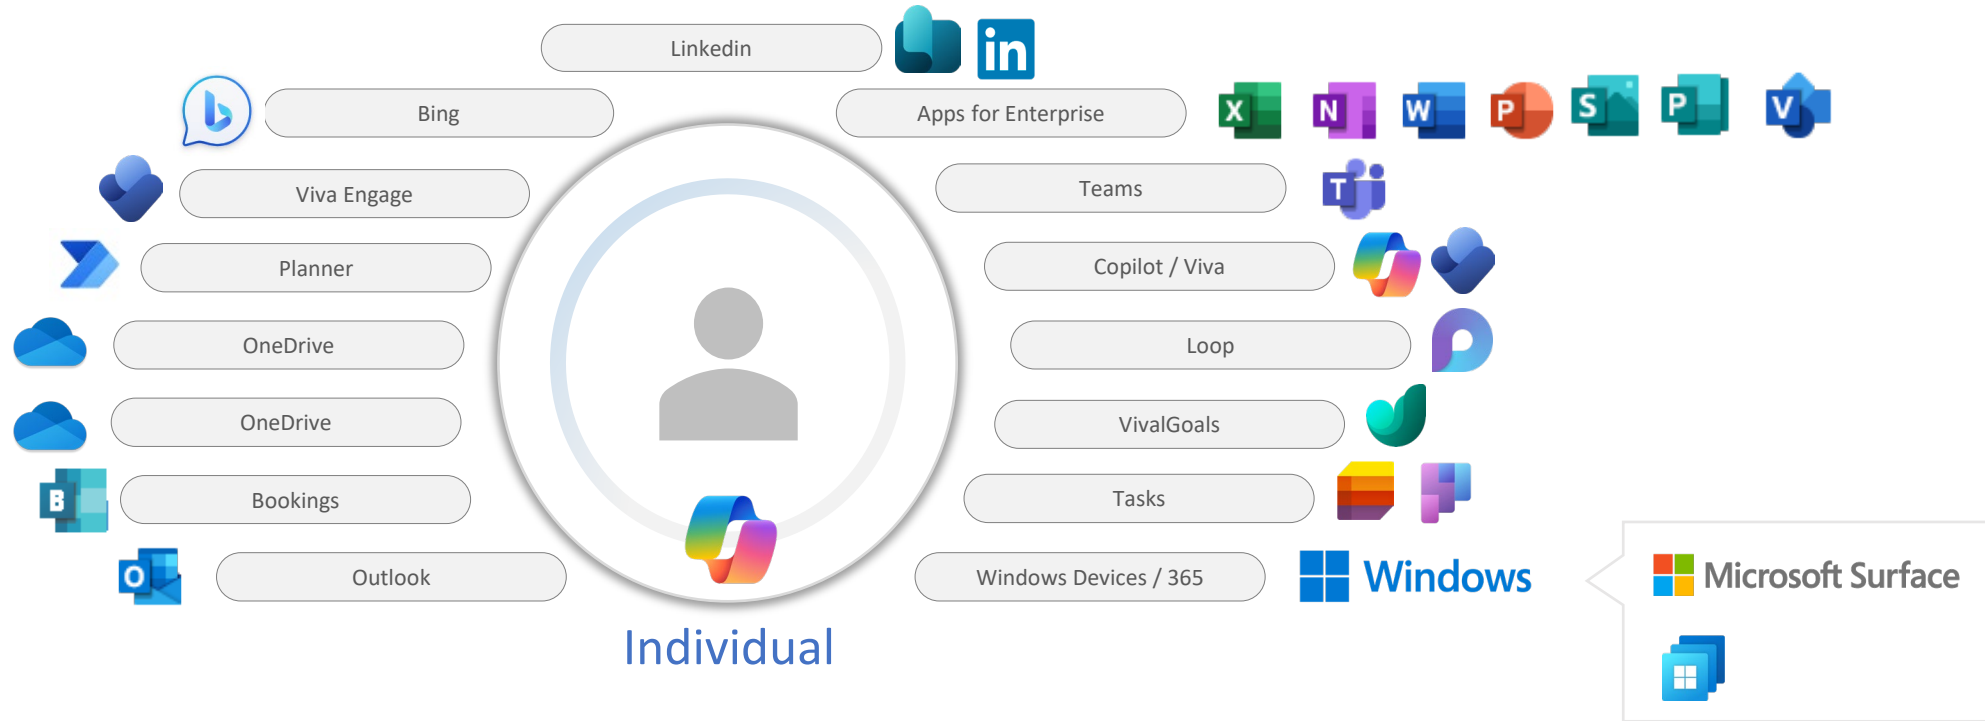 Linkedin
in
Bing
Apps for Enterprise
X
N
W
P
S
P
V
Viva Engage
Teams
T
Planner
Copilot / Viva
OneDrive
Loop
OneDrive
VivalGoals
B
Bookings
Tasks
O
Outlook
Windows Devices / 365
Windows
Microsoft Surface
Individual